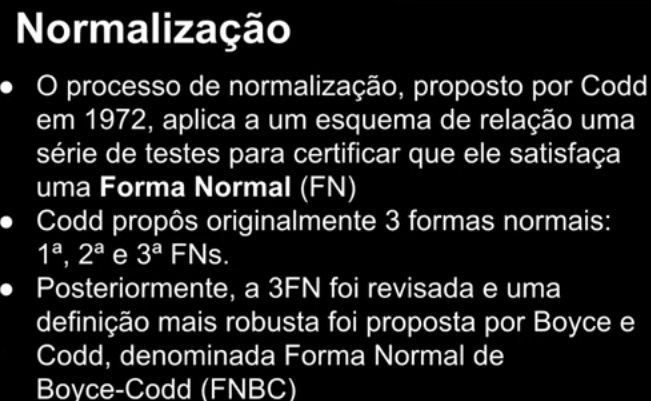 Normalização
● O processo de normalização, proposto por Codd
em 1972, aplica a um esquema de relação uma
série de testes para certificar que ele satisfaça
uma Forma Normal (FN)
● Codd propôs originalmente 3 formas normais:
1ª, 2ª e 3ª FNs.
● Posteriormente, a 3FN foi revisada e uma
definição mais robusta foi proposta por Boyce e
Codd, denominada Forma Normal de
Boyce-Codd (FNBC)